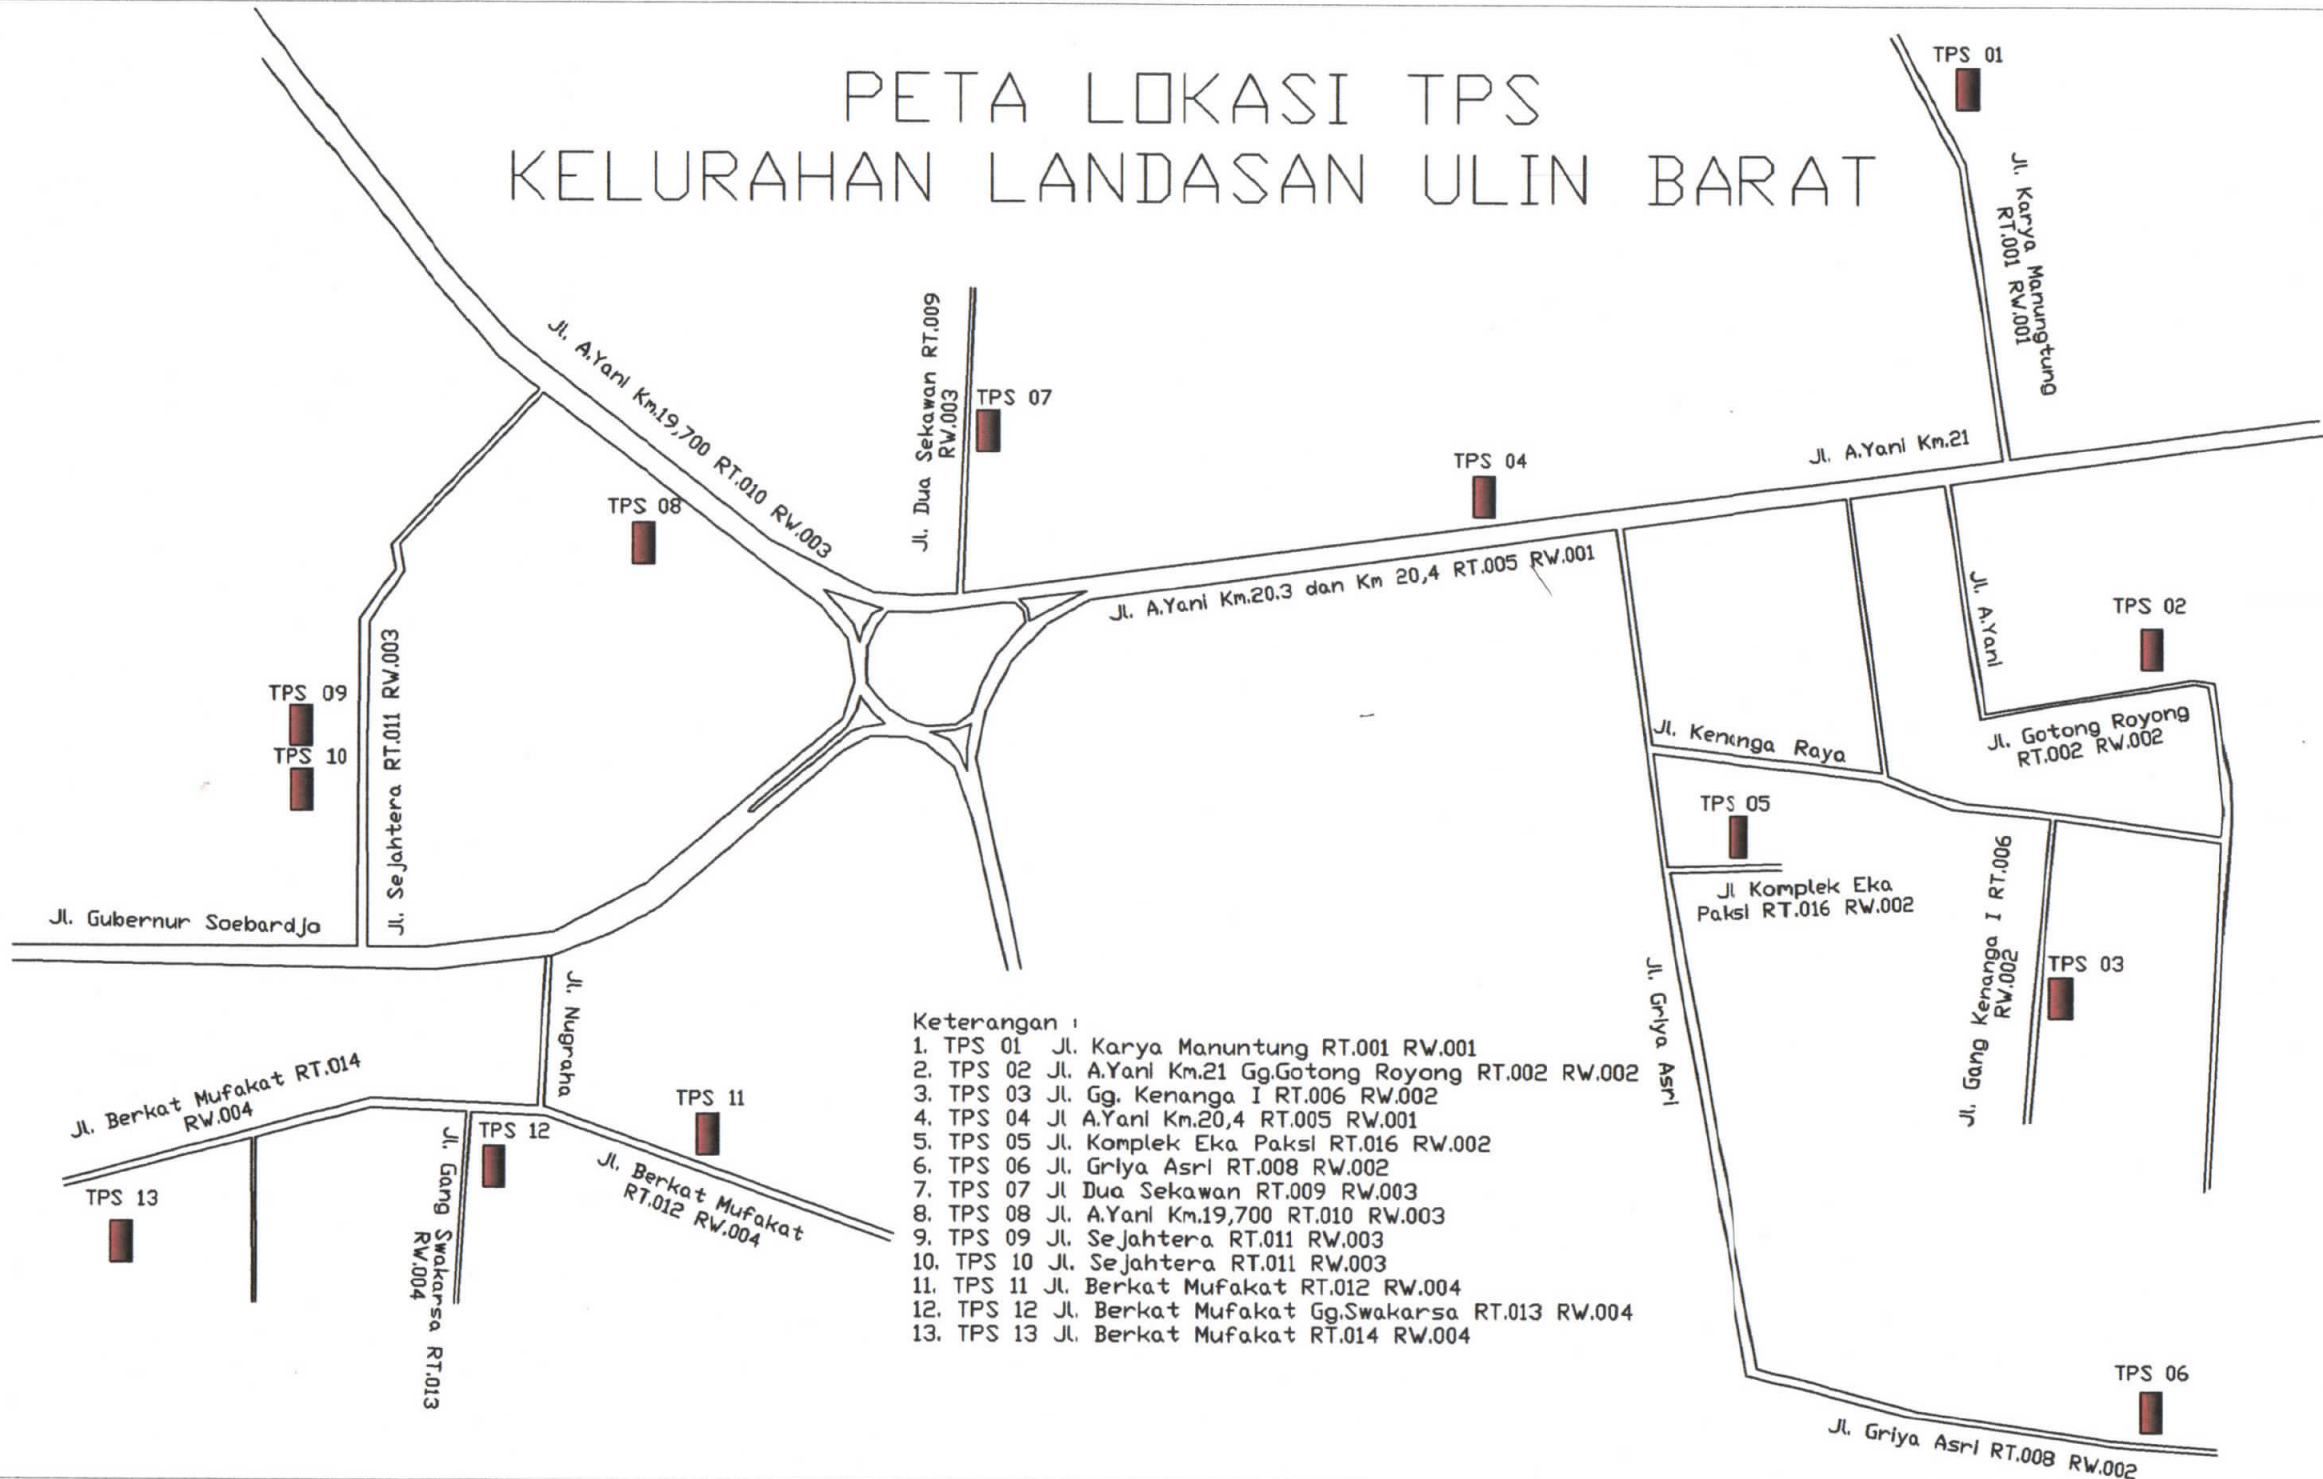 PETA LOKASI TPS
KELURAHAN LANDASAN ULIN BARAT
TPS 01
Jl. Karya Manungtung
RT.001 RW.001
Jl. A.Yani Km.19,700 RT.010 RW.003
Jl. Dua Sekawan RT.009
RW.003
TPS 07
TPS 04
Jl. A.Yani Km.21
TPS 08
Jl. A.Yani Km.20.3 dan Km 20,4 RT.005 RW.001
Jl. A.Yani
TPS 02
Jl. Gotong Royong
RT.002 RW.002
TPS 09
TPS 10
Jl. Sejahtera RT.011 RW.003
Jl. Kenanga Raya
TPS 05
Jl Komplek Eka
Paksi RT.016 RW.002
Jl. Gang Kenanga I RT.006
RW.002
TPS 03
Jl. Gubernur Soebardjo
Jl. Nugraha
Jl. Griya Asri
Jl. Berkat Mufakat RT.014
RW.004
TPS 11
TPS 12
Jl. Berkat Mufakat
RT.012 RW.004
Jl. Gang Swakarsa RT.013
RW.004
TPS 13
Keterangan :
1. TPS 01 Jl. Karya Manuntung RT.001 RW.001
2. TPS 02 Jl. A.Yani Km.21 Gg.Gotong Royong RT.002 RW.002
3. TPS 03 Jl. Gg. Kenanga I RT.006 RW.002
4. TPS 04 Jl A.Yani Km.20,4 RT.005 RW.001
5. TPS 05 Jl. Komplek Eka Paksi RT.016 RW.002
6. TPS 06 Jl. Griya Asri RT.008 RW.002
7. TPS 07 Jl Dua Sekawan RT.009 RW.003
8. TPS 08 Jl. A.Yani Km.19,700 RT.010 RW.003
9. TPS 09 Jl. Sejahtera RT.011 RW.003
10. TPS 10 Jl. Sejahtera RT.011 RW.003
11. TPS 11 Jl. Berkat Mufakat RT.012 RW.004
12. TPS 12 Jl. Berkat Mufakat Gg.Swakarsa RT.013 RW.004
13. TPS 13 Jl. Berkat Mufakat RT.014 RW.004
TPS 06
Jl. Griya Asri RT.008 RW.002